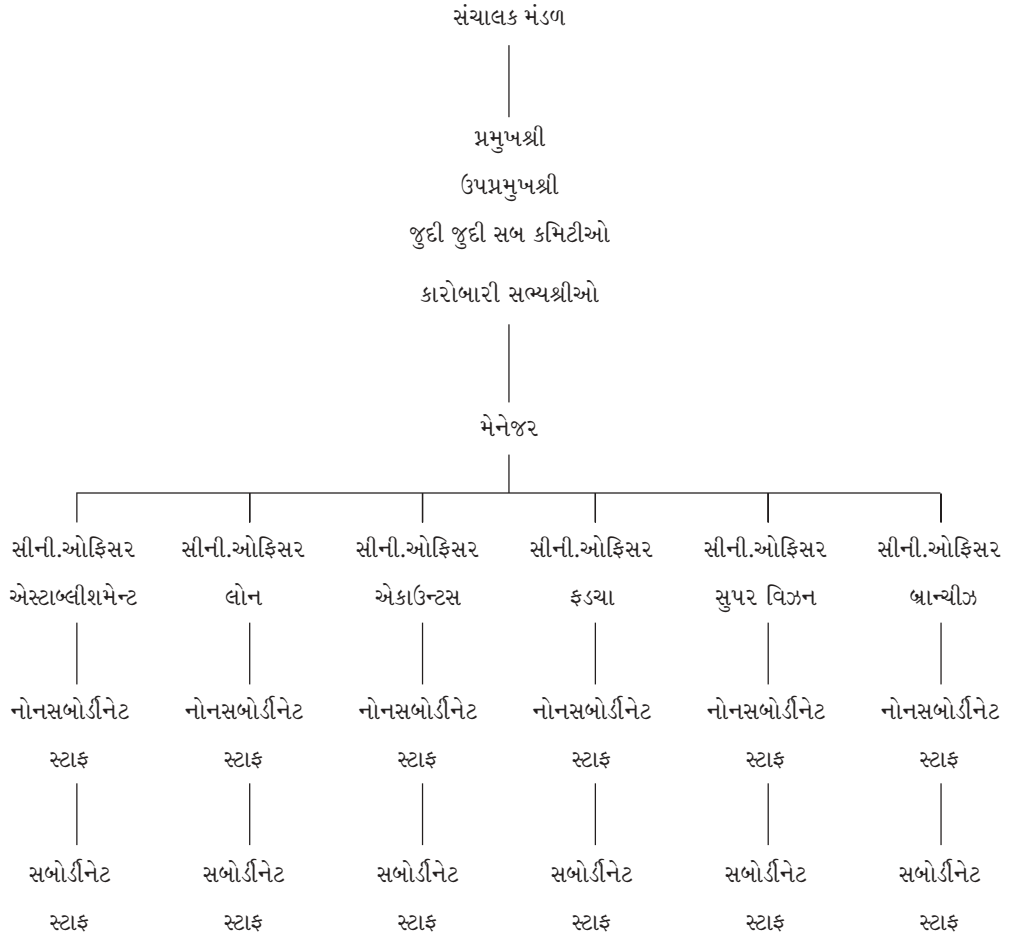 સંચાલક મંડળ
પ્રમુખશ્રી
ઉપપ્રમુખશ્રી
જુદી જુદી સબ કમિટીઓ
કારોબારી સભ્યશ્રીઓ
મેનેજર
સીની.ઓફિસર સીની.ઓફિસર સીની.ઓફિસર સીની.ઓફિસર સીની.ઓફિસર સીની.ઓફિસર
એસ્ટાબ્લીશમેન્ટ લોન એકાઉન્ટસ ફડચા સુપર વિઝન બ્રાન્ચીઝ
નોનસબોર્ડીનેટ નોનસબોર્ડીનેટ નોનસબોર્ડીનેટ નોનસબોર્ડીનેટ નોનસબોર્ડીનેટ નોનસબોર્ડીનેટ
સ્ટાફ સ્ટાફ સ્ટાફ સ્ટાફ સ્ટાફ સ્ટાફ
સબોર્ડીનેટ સબોર્ડીનેટ સબોર્ડીનેટ સબોર્ડીનેટ સબોર્ડીનેટ સબોર્ડીનેટ
સ્ટાફ સ્ટાફ સ્ટાફ સ્ટાફ સ્ટાફ સ્ટાફ